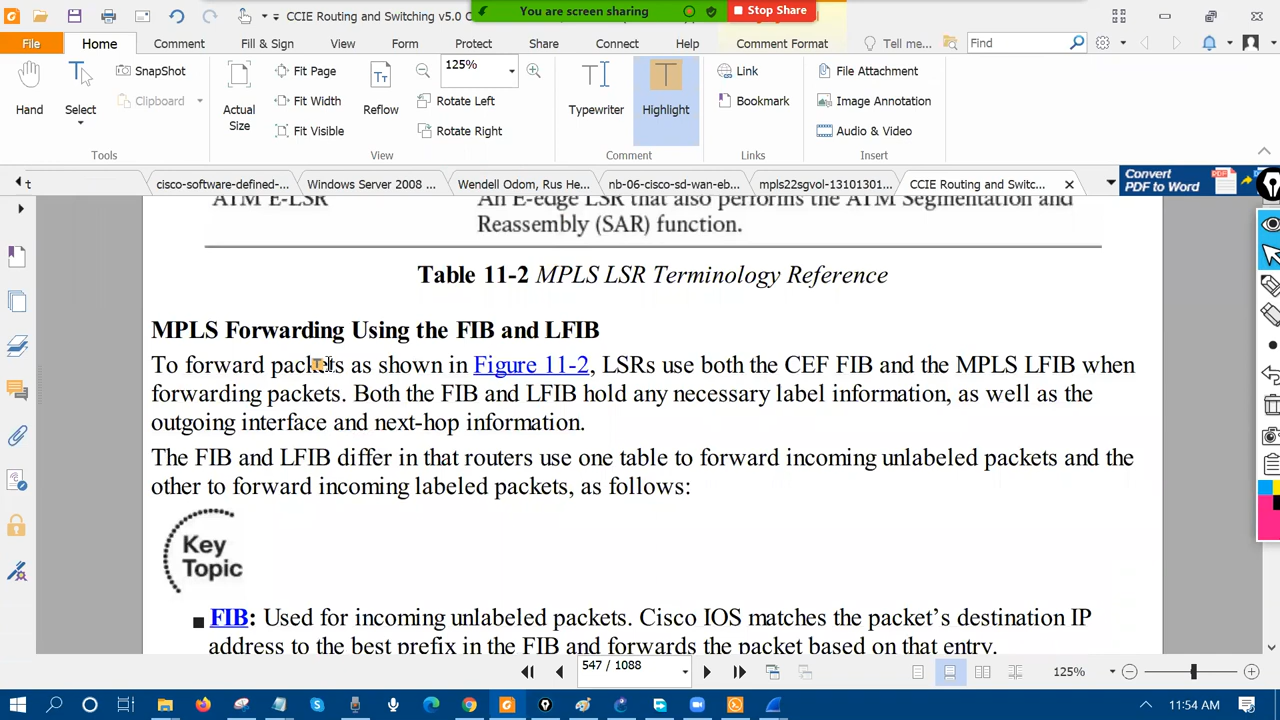 CCIE Routing and Switching v5.0 C
You are screen sharing
Stop Share
File
Home
Comment
Fill & Sign
View
Form
Protect
Share
Connect
Help
Comment Format
Tell me...
Find
Hand
Select
SnapShot
Clipboard
Actual Size
Fit Page
Fit Width
Fit Visible
Reflow
125%
Rotate Left
Rotate Right
Typewriter
Highlight
Link
Bookmark
File Attachment
Image Annotation
Audio & Video
Tools
View
Comment
Links
Insert
t
cisco-software-defined-...
Windows Server 2008 ...
Wendell Odom, Rus He...
nb-06-cisco-sd-wan-eb...
mpls22sgvol-13101301...
CCIE Routing and Switc...
Convert
PDF to Word
ATM E-LSR
An E-edge LSR that also performs the ATM Segmentation and
Reassembly (SAR) function.
Table 11-2 MPLS LSR Terminology Reference
MPLS Forwarding Using the FIB and LFIB
To forward packets as shown in Figure 11-2, LSRs use both the CEF FIB and the MPLS LFIB when
forwarding packets. Both the FIB and LFIB hold any necessary label information, as well as the
outgoing interface and next-hop information.
The FIB and LFIB differ in that routers use one table to forward incoming unlabeled packets and the
other to forward incoming labeled packets, as follows:
Key
Topic
FIB: Used for incoming unlabeled packets. Cisco IOS matches the packet's destination IP
address to the best prefix in the FIB and forwards the packet based on that entry.
547 / 1088
125%
11:54 AM